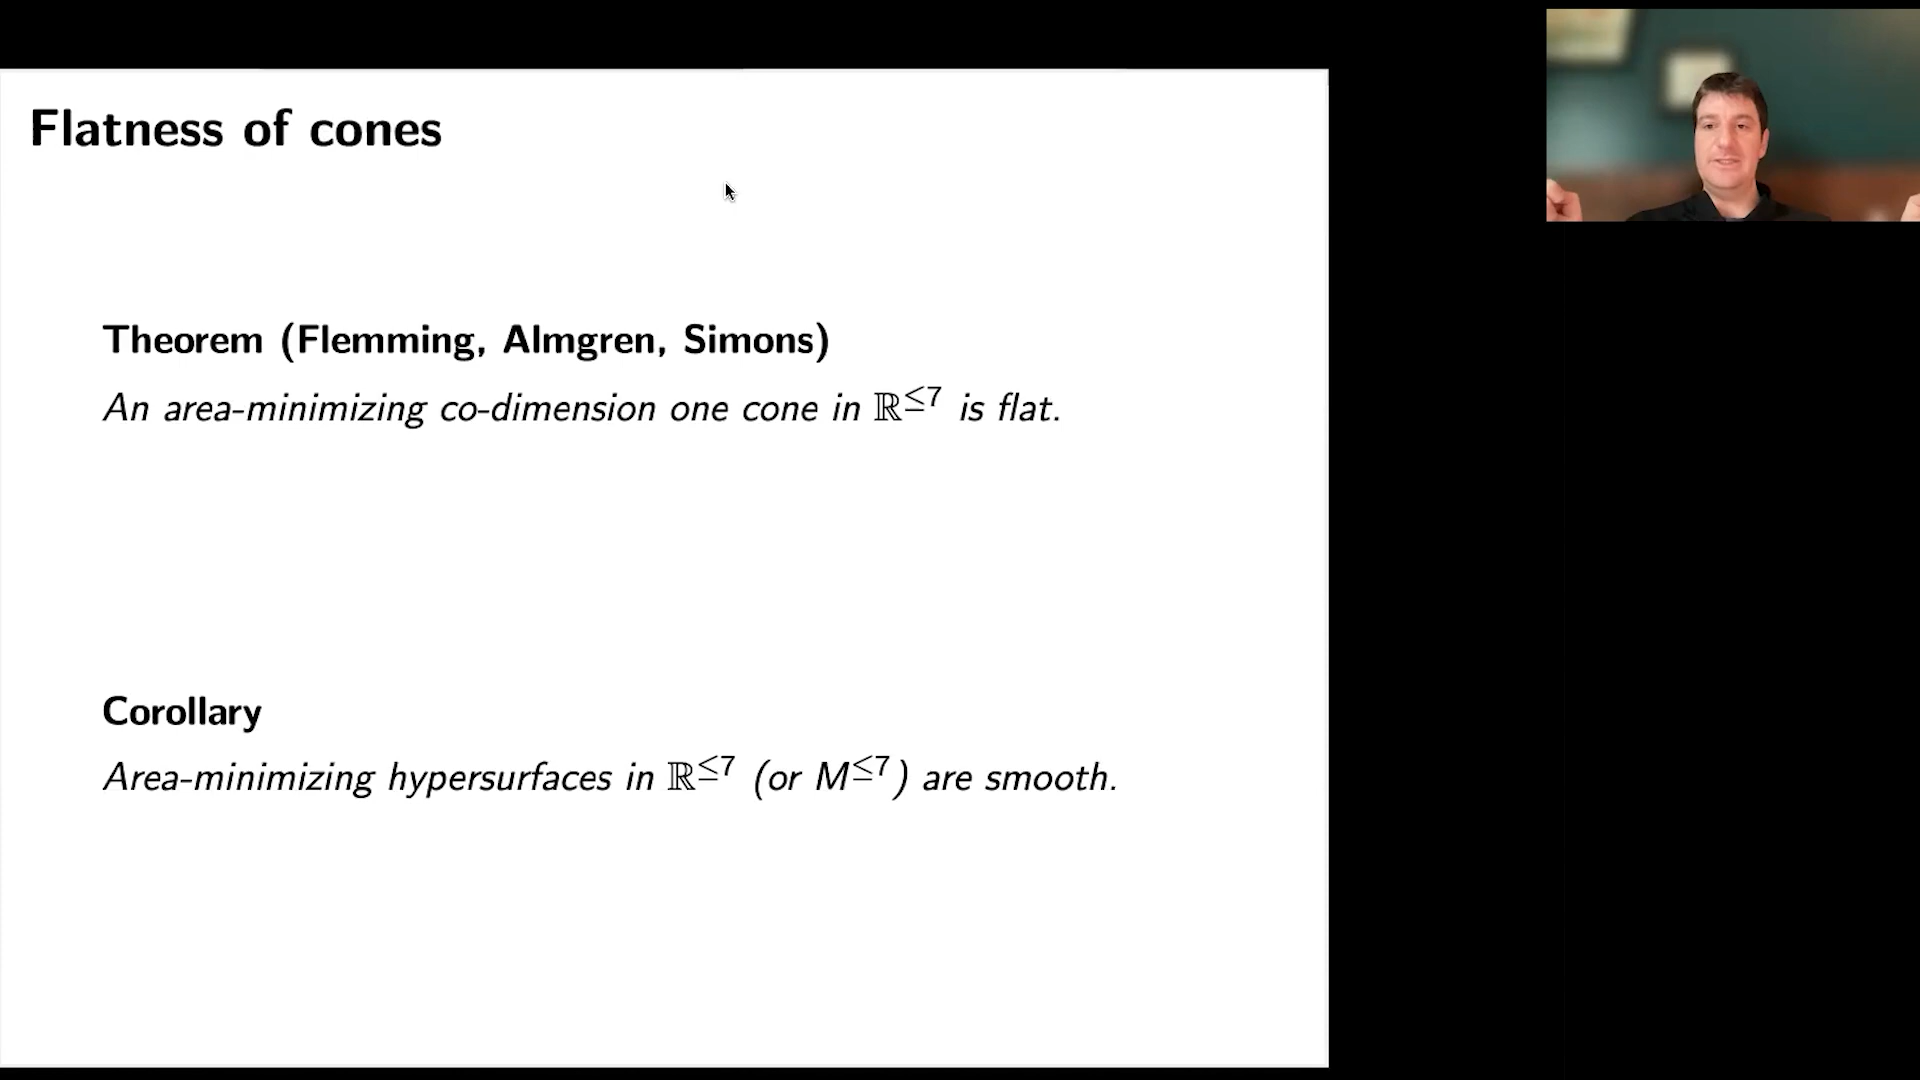 Flatness of cones
Theorem (Flemming, Almgren, Simons)
An area-minimizing co-dimension one cone in ℝ^≤7 is flat.
Corollary
Area-minimizing hypersurfaces in ℝ^≤7 (or M^≤7) are smooth.